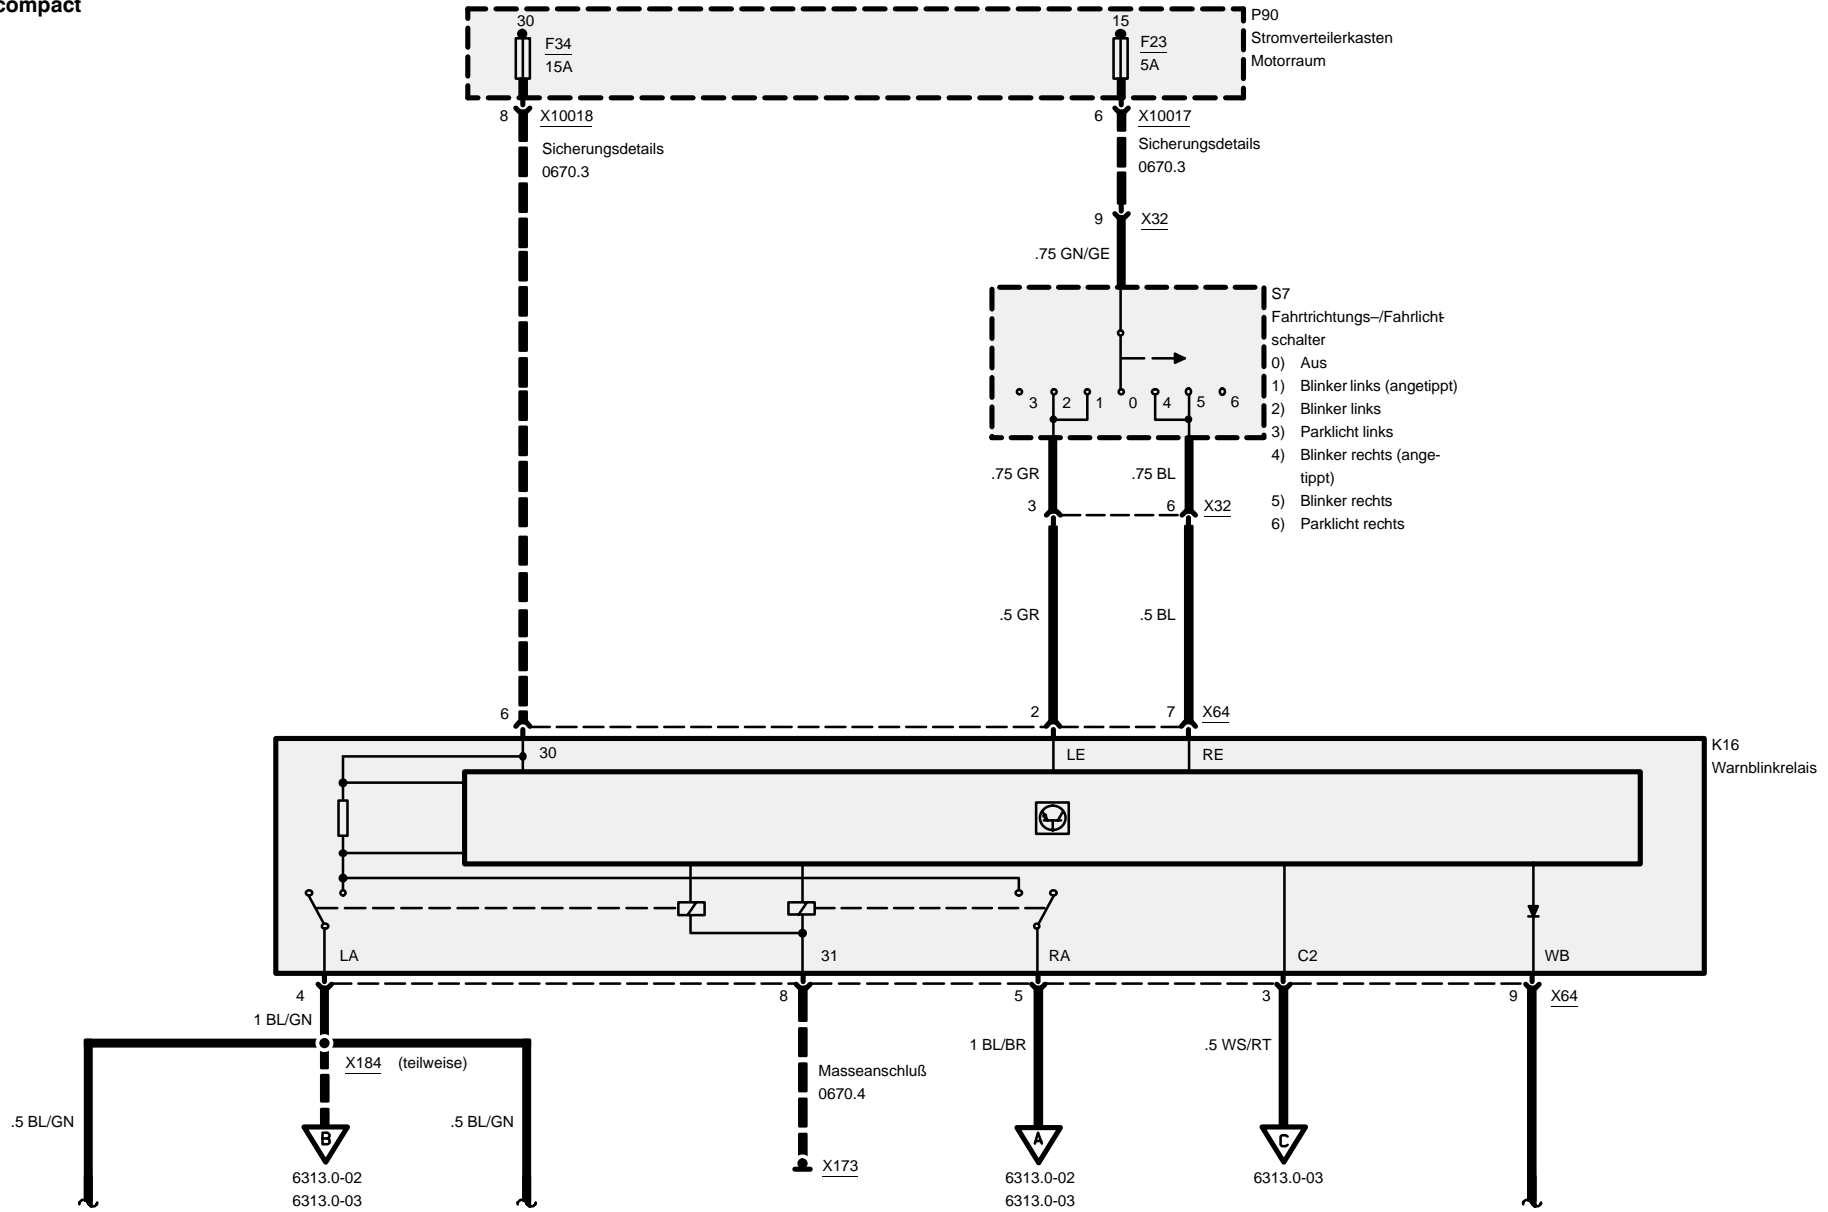 compact
30
15
F34
15A
F23
5A
P90
Stromverteilerkasten
Motorraum
8
X10018
6
X10017
Sicherungsdetails
0670.3
Sicherungsdetails
0670.3
9
X32
.75 GN/GE
S7
Fahrtrichtungs–/Fahrlicht-
schalter
0) Aus
1) Blinker links (angetippt)
2) Blinker links
3) Parklicht links
4) Blinker rechts (ange-
tippt)
5) Blinker rechts
6) Parklicht rechts
3 2 1 0 4 5 6
.75 GR
.75 BL
3
6
X32
.5 GR
.5 BL
6
2
7
X64
30
LE
RE
K16
Warnblinkrelais
LA
31
RA
C2
WB
4
8
5
3
9
X64
1 BL/GN
X184 (teilweise)
1 BL/BR
.5 WS/RT
Masseanschluß
0670.4
.5 BL/GN
.5 BL/GN
B
A
C
X173
6313.0-02
6313.0-03
6313.0-02
6313.0-03
6313.0-03